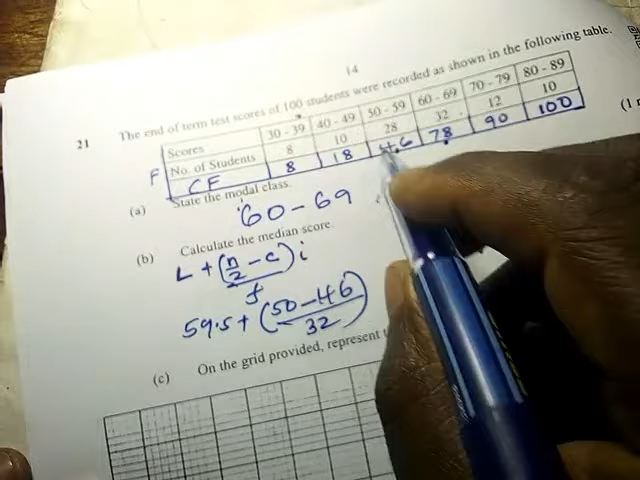 14
21 The end of term test scores of 100 students were recorded as shown in the following table.
Scores 30 - 39 40 - 49 50 - 59 60 - 69 70 - 79 80 - 89
F No. of Students 8 10 28 32 12 10
CF 8 18 46 78 90 100
(a) State the modal class.
60 - 69
(b) Calculate the median score.
L + (n/2 - c / f) i
59.5 + (50 - 46 / 32)
(c) On the grid provided, represent